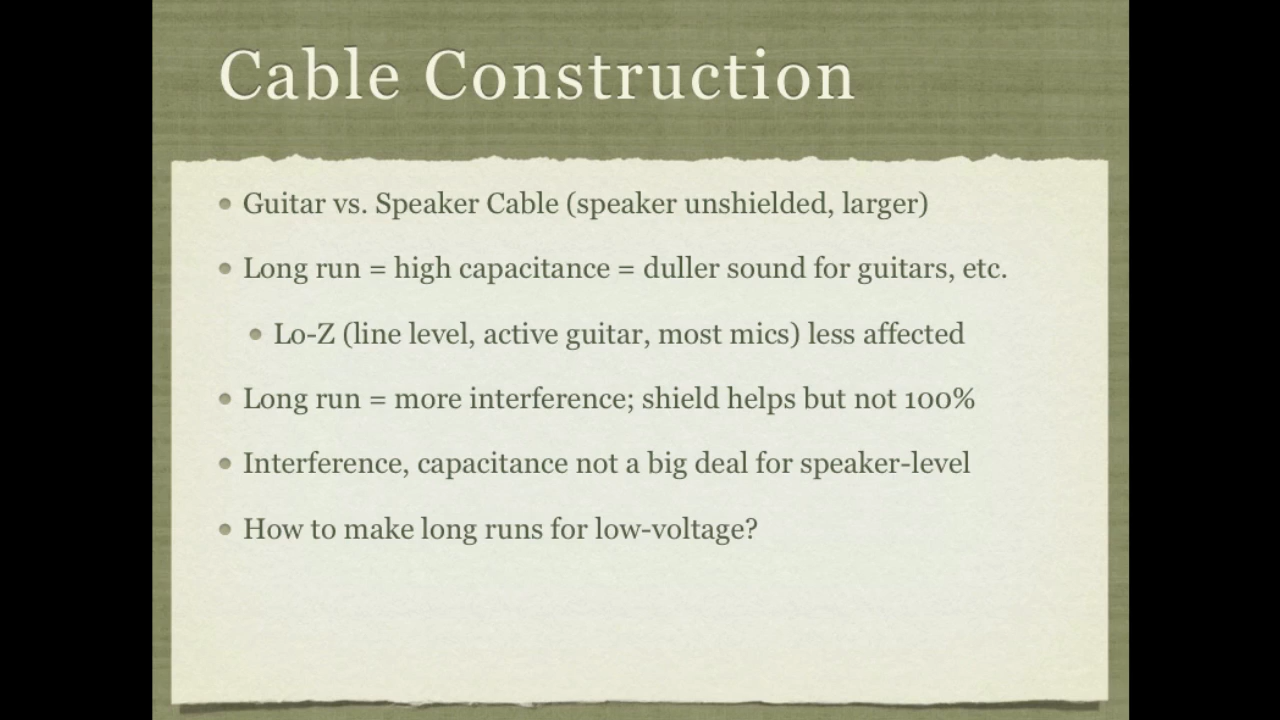 Cable Construction
Guitar vs. Speaker Cable (speaker unshielded, larger)
Long run = high capacitance = duller sound for guitars, etc.
Lo-Z (line level, active guitar, most mics) less affected
Long run = more interference; shield helps but not 100%
Interference, capacitance not a big deal for speaker-level
How to make long runs for low-voltage?